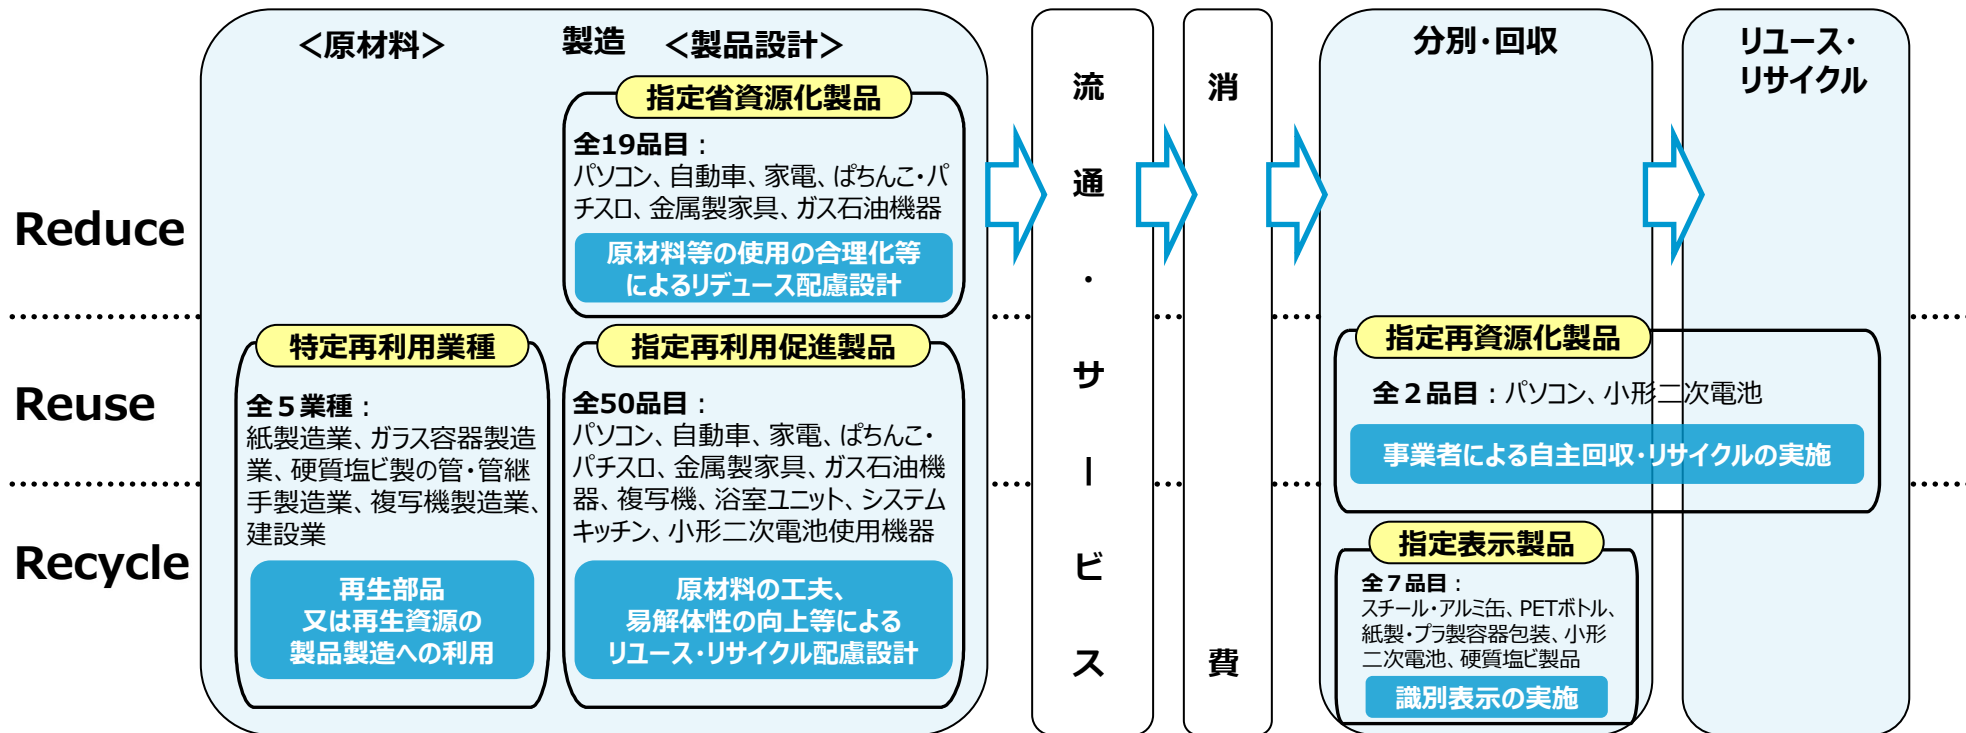 <原材料>
製造
<製品設計>
流通・サービス
消費
分別・回収
リユース・
リサイクル
Reduce
指定省資源化製品
全19品目：
パソコン、自動車、家電、ぱちんこ・パ
チスロ、金属製家具、ガス石油機器
原材料等の使用の合理化等
によるリデュース配慮設計
Reuse
Recycle
特定再利用業種
全５業種：
紙製造業、ガラス容器製造
業、硬質塩ビ製の管・管継
手製造業、複写機製造業、
建設業
再生部品
又は再生資源の
製品製造への利用
指定再利用促進製品
全50品目：
パソコン、自動車、家電、ぱちんこ・
パチスロ、金属製家具、ガス石油機
器、複写機、浴室ユニット、システム
キッチン、小形二次電池使用機器
原材料の工夫、
易解体性の向上等による
リユース・リサイクル配慮設計
指定再資源化製品
全２品目：パソコン、小形二次電池
事業者による自主回収・リサイクルの実施
指定表示製品
全７品目：
スチール・アルミ缶、PETボトル、
紙製・プラ製容器包装、小形
二次電池、硬質塩ビ製品
識別表示の実施